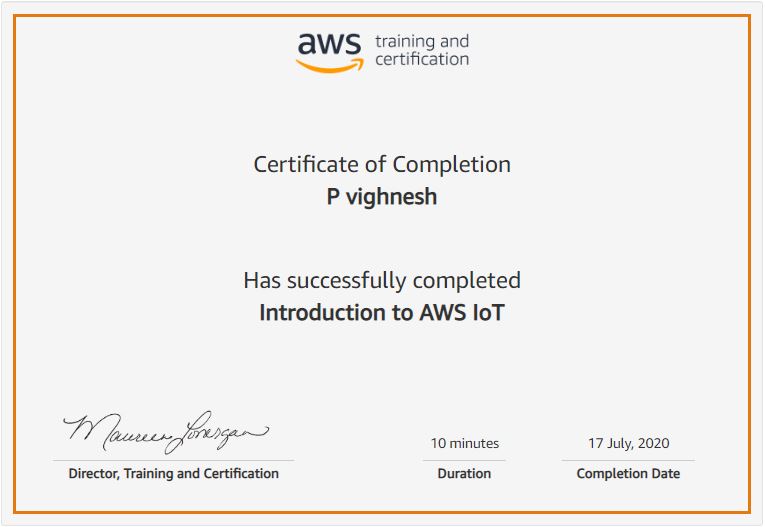 aws training and
certification
Certificate of Completion
P vighnesh
Has successfully completed
Introduction to AWS IoT
Maureen Lonergan
10 minutes
17 July, 2020
Director, Training and Certification
Duration
Completion Date